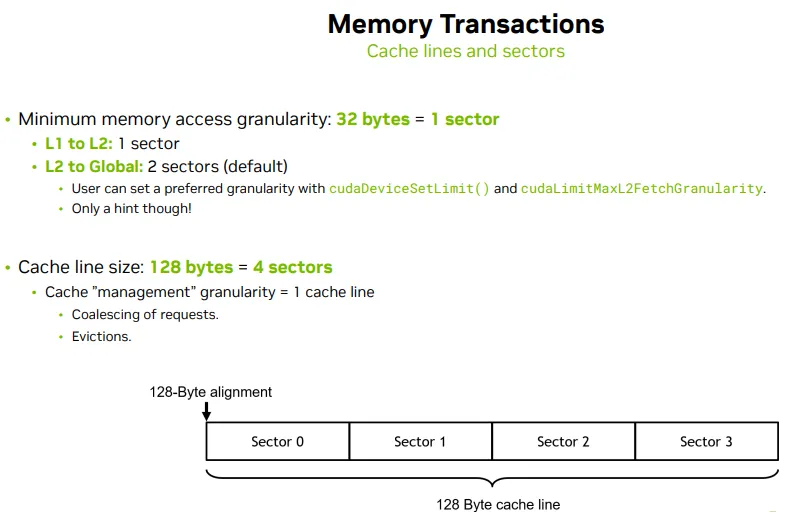 Memory Transactions
Cache lines and sectors
• Minimum memory access granularity: 32 bytes = 1 sector
• L1 to L2: 1 sector
• L2 to Global: 2 sectors (default)
• User can set a preferred granularity with cudaDeviceSetLimit() and cudaLimitMaxL2FetchGranularity.
• Only a hint though!
• Cache line size: 128 bytes = 4 sectors
• Cache ”management” granularity = 1 cache line
• Coalescing of requests.
• Evictions.
128-Byte alignment
Sector 0 Sector 1 Sector 2 Sector 3
128 Byte cache line